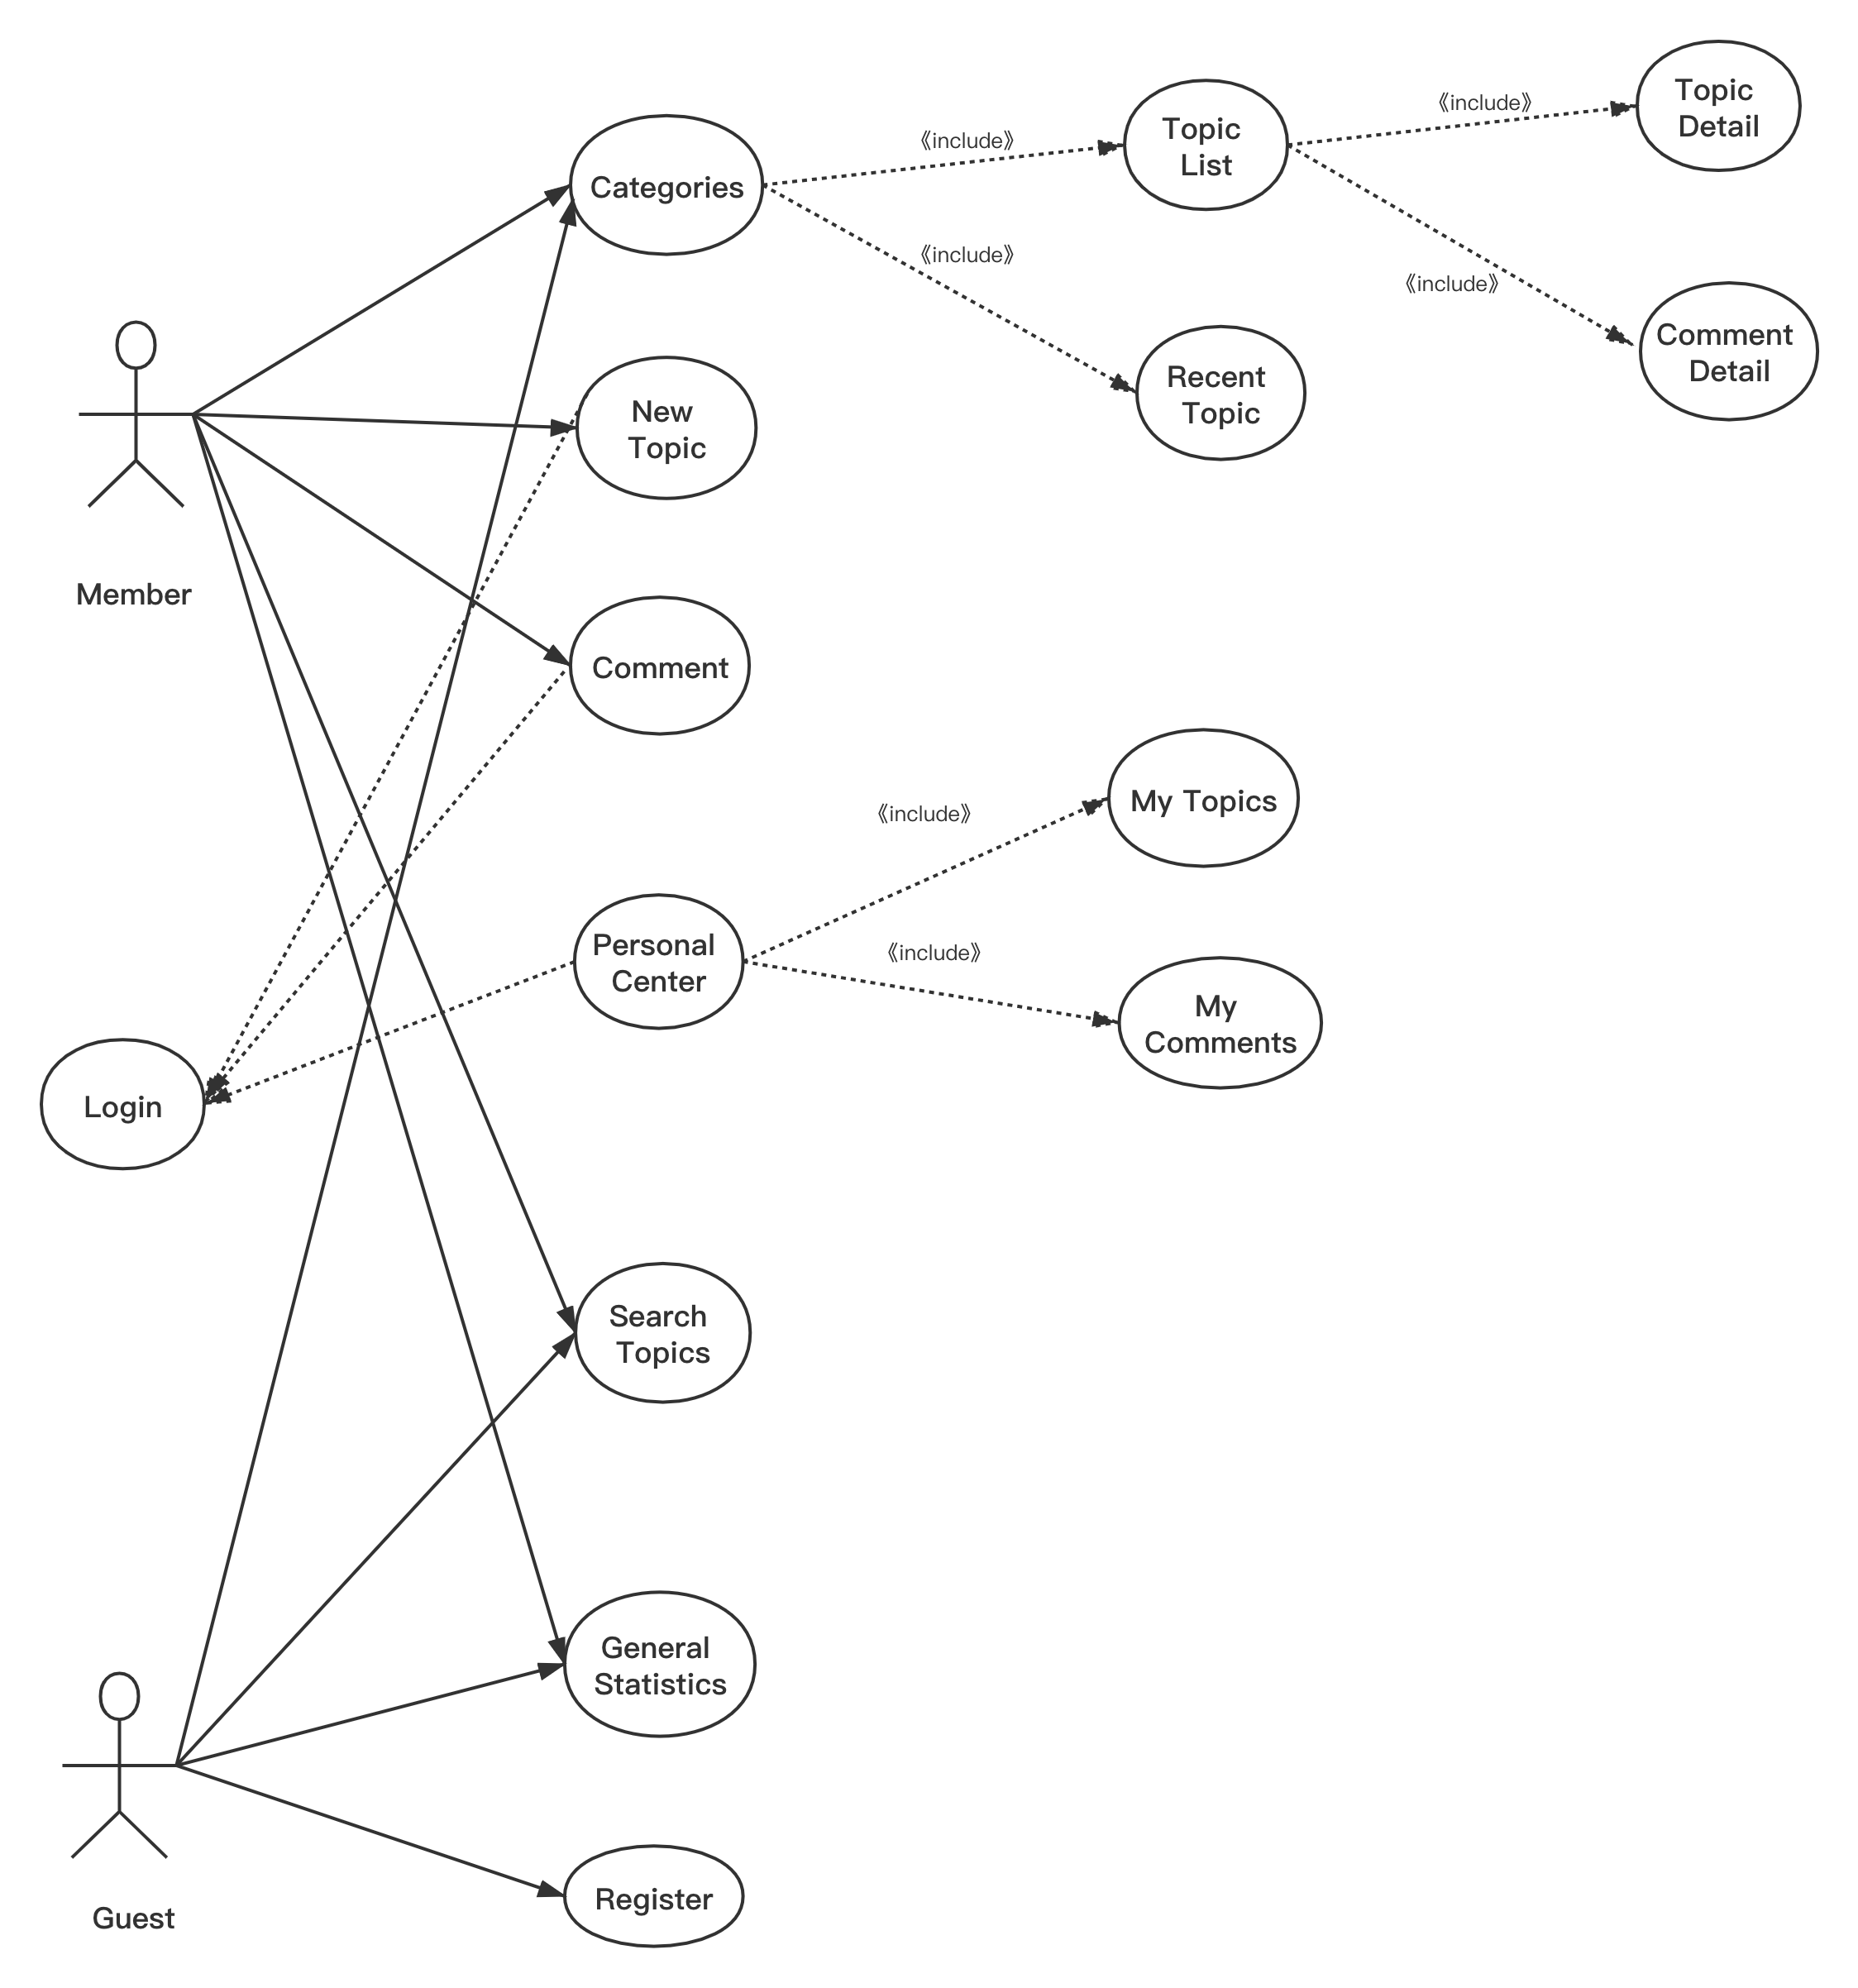 Topic
Detail
《include》
Topic
List
《include》
Categories
《include》
《include》
Comment
Detail
Recent
Topic
New
Topic
Member
Comment
My Topics
《include》
Personal
Center
《include》
My
Comments
Login
Search
Topics
General
Statistics
Register
Guest